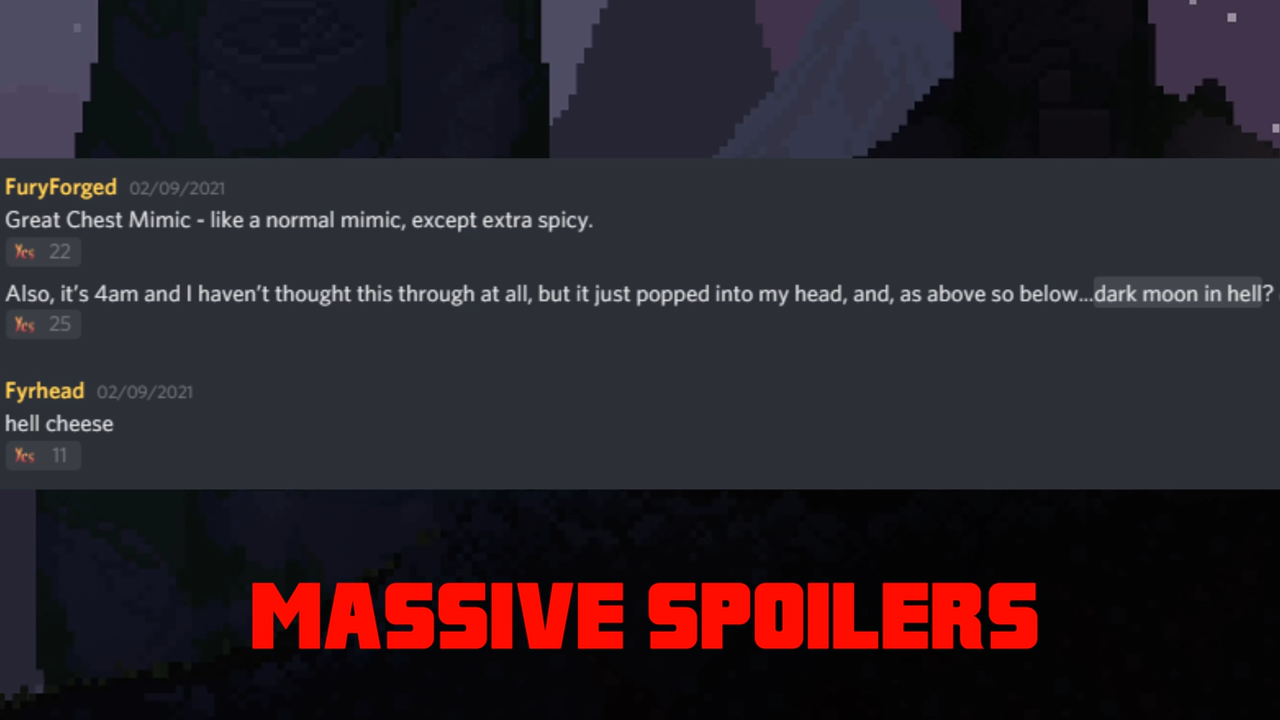 FuryForged 02/09/2021
Great Chest Mimic - like a normal mimic, except extra spicy.
Yes 22
Also, it's 4am and I haven't thought this through at all, but it just popped into my head, and, as above so below...dark moon in hell?
Yes 25
Fyrhead 02/09/2021
hell cheese
Yes 11
MASSIVE SPOILERS